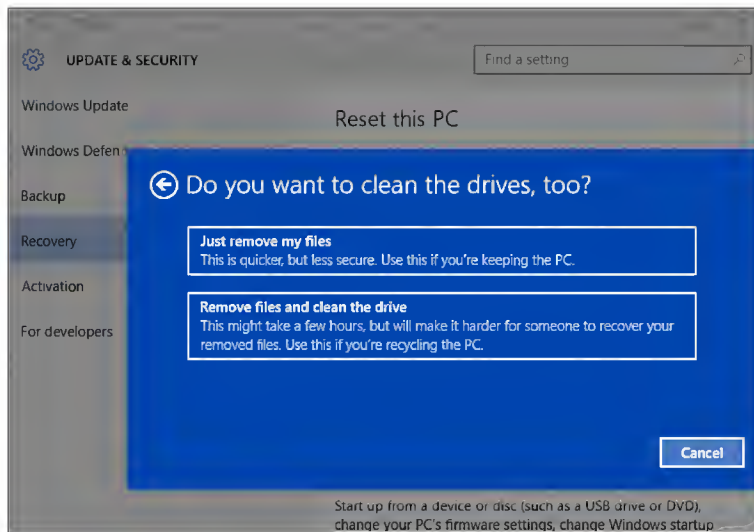 UPDATE & SECURITY
Find a setting
Windows Update
Reset this PC
Windows Defen
Do you want to clean the drives, too?
Backup
Recovery
Just remove my files
This is quicker, but less secure. Use this if you're keeping the PC.
Activation
Remove files and clean the drive
This might take a few hours, but will make it harder for someone to recover your
removed files. Use this if you're recycling the PC.
For developers
Cancel
Start up from a device or disc (such as a USB drive or DVD),
change your PC's firmware settings, change Windows startup